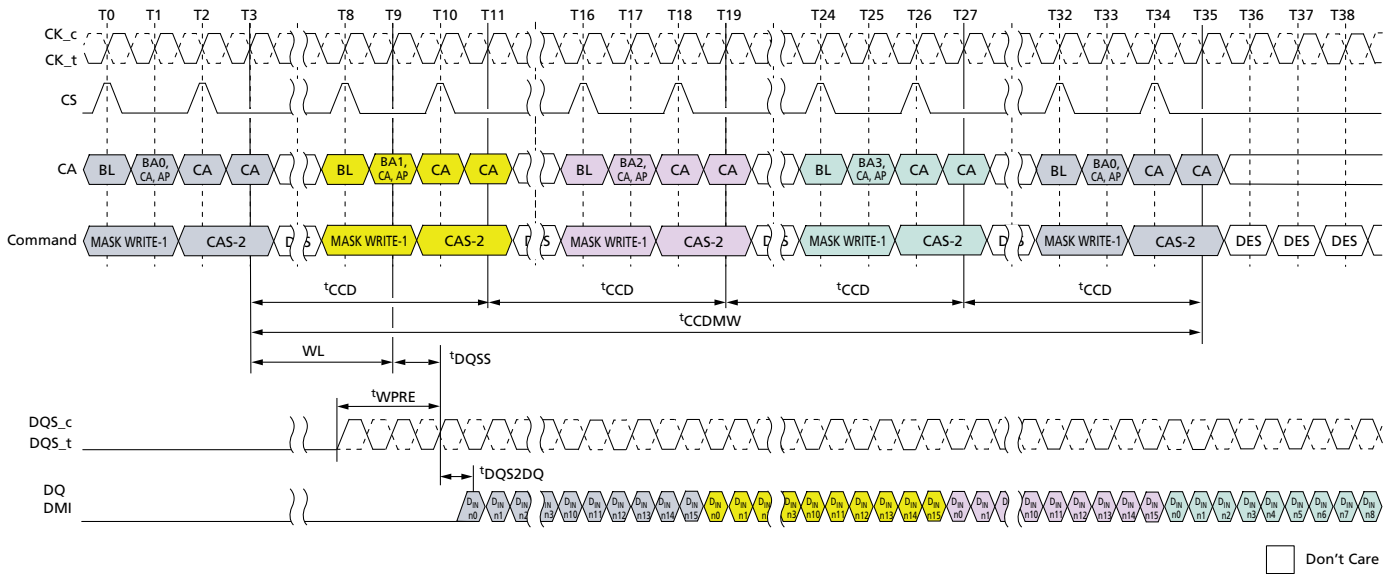 T0 T1 T2 T3 T8 T9 T10 T11 T16 T17 T18 T19 T24 T25 T26 T27 T32 T33 T34 T35 T36 T37 T38
CK_c
CK_t
CS
CA BL BA0, CA, AP CA CA BL BA1, CA, AP CA CA BL BA2, CA, AP CA CA BL BA3, CA, AP CA CA BL BA0, CA, AP CA CA
Command MASK WRITE-1 CAS-2 MASK WRITE-1 CAS-2 MASK WRITE-1 CAS-2 MASK WRITE-1 CAS-2 MASK WRITE-1 CAS-2 DES DES DES
tCCD tCCD tCCD tCCD
tCCDMW
WL tDQSS
tWPRE
DQS_c
DQS_t
tDQS2DQ
DQ
DMI
DIN n0 DIN n1 DIN n2 DIN n3 DIN n10 DIN n11 DIN n12 DIN n13 DIN n14 DIN n15 DIN n0 DIN n1 DIN n3 DIN n10 DIN n11 DIN n12 DIN n13 DIN n14 DIN n15 DIN n0 DIN n1 DIN n10 DIN n11 DIN n12 DIN n13 DIN n14 DIN n15 DIN n0 DIN n1 DIN n2 DIN n3 DIN n4 DIN n5 DIN n6 DIN n7 DIN n8
Don't Care